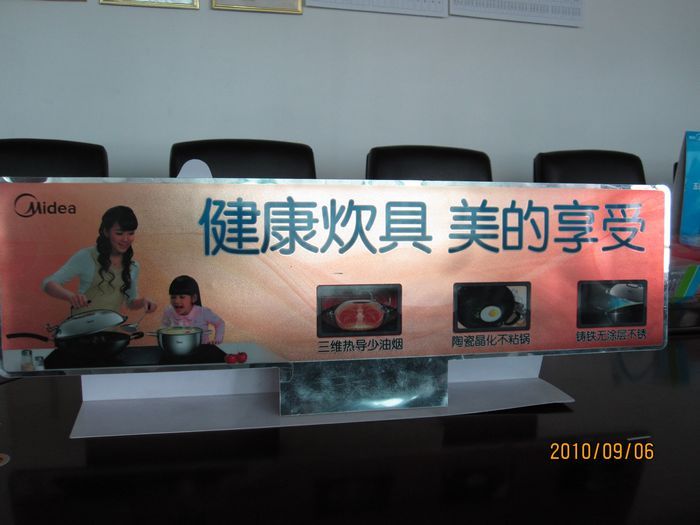 Midea
健康炊具 美的享受
三维热导少油烟
陶瓷晶化不粘锅
铸铁无涂层不锈
2010/09/06